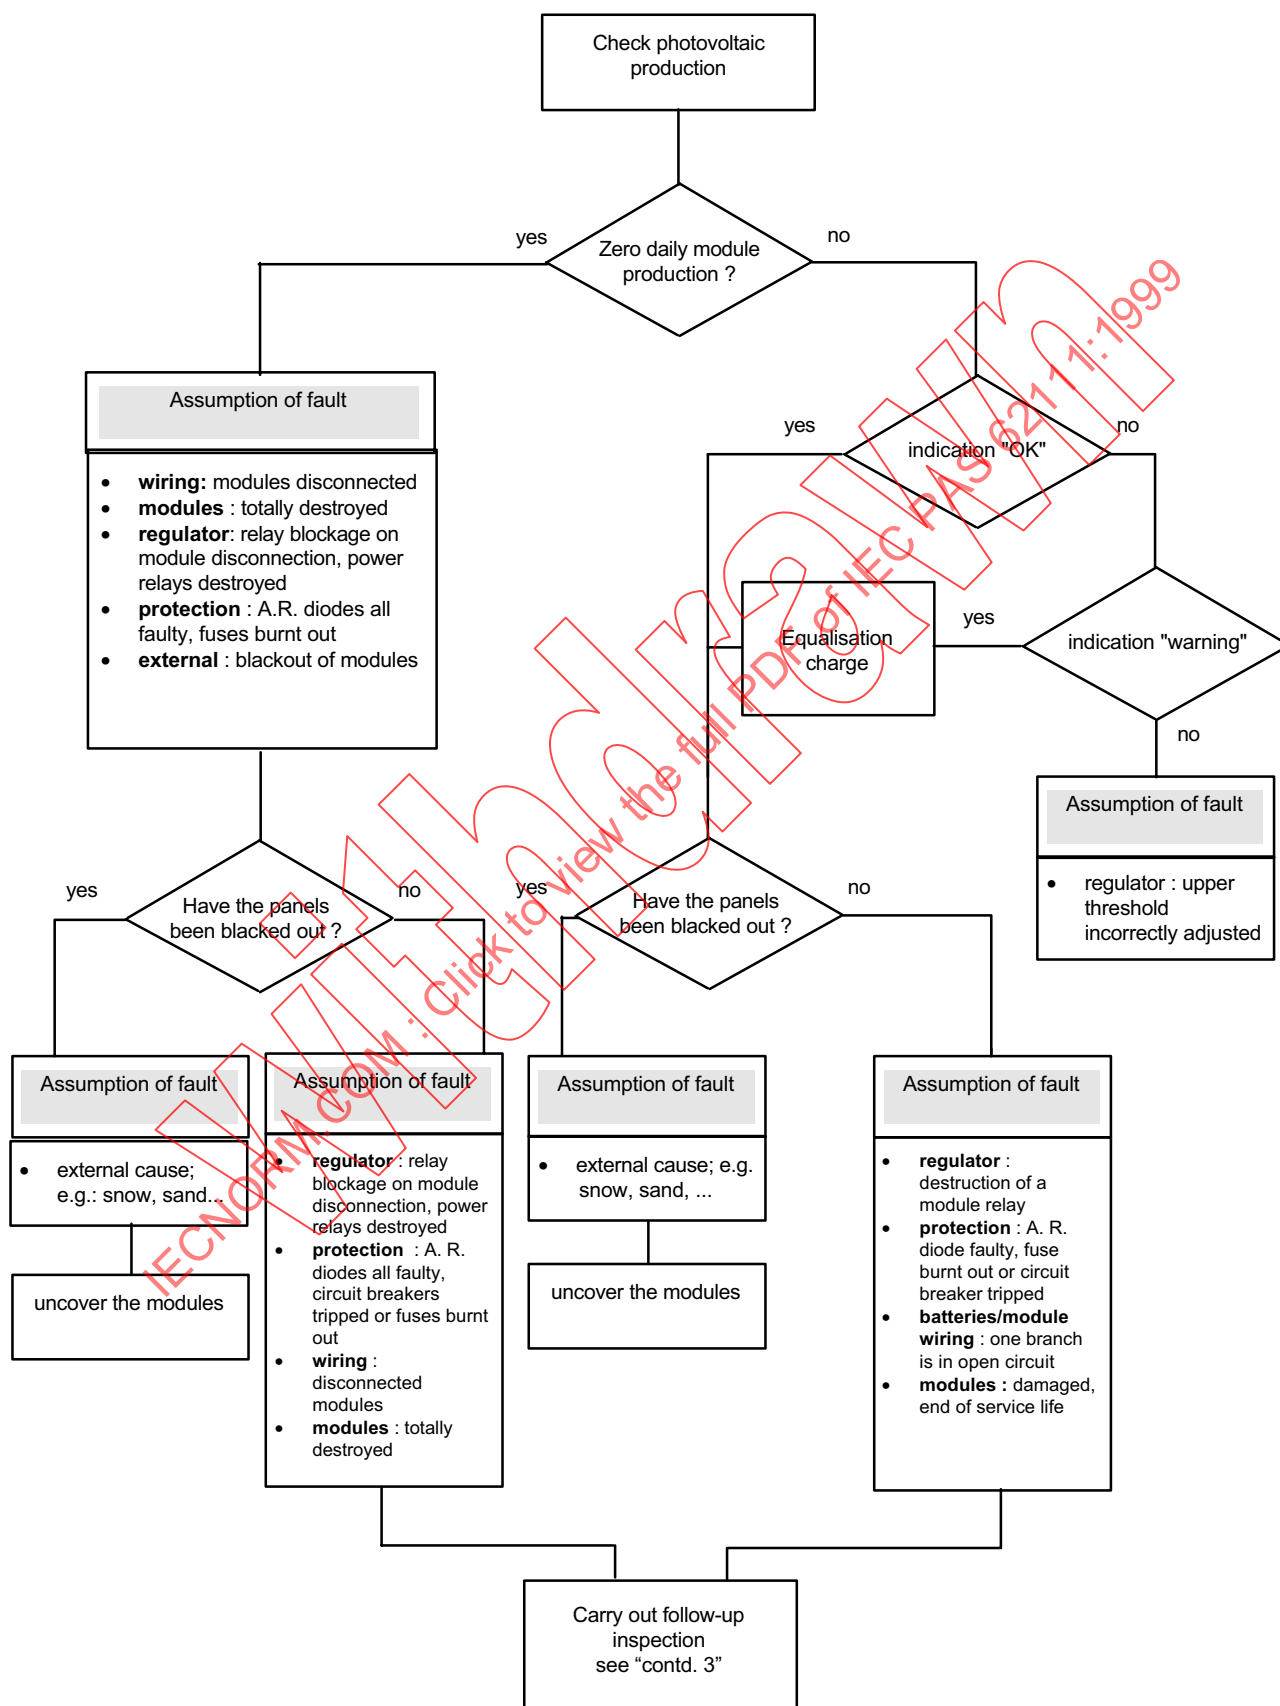 Check photovoltaic
production
Zero daily module
production ?
yes
no
Assumption of fault
• wiring: modules disconnected
• modules : totally destroyed
• regulator: relay blockage on
module disconnection, power
relays destroyed
• protection : A.R. diodes all
faulty, fuses burnt out
• external : blackout of modules
yes
indication "OK"
no
Equalisation
charge
yes
indication "warning"
no
Assumption of fault
• regulator : upper
threshold
incorrectly adjusted
yes
Have the panels
been blacked out ?
no
yes
Have the panels
been blacked out ?
no
Assumption of fault
• external cause;
e.g.: snow, sand...
uncover the modules
Assumption of fault
• regulator : relay
blockage on module
disconnection, power
relays destroyed
• protection : A. R.
diodes all faulty,
circuit breakers
tripped or fuses burnt
out
• wiring :
disconnected
modules
• modules : totally
destroyed
Assumption of fault
• external cause; e.g.
snow, sand, ...
uncover the modules
Assumption of fault
• regulator :
destruction of a
module relay
• protection : A. R.
diode faulty, fuse
burnt out or circuit
breaker tripped
• batteries/module
wiring : one branch
is in open circuit
• modules : damaged,
end of service life
Carry out follow-up
inspection
see “contd. 3”
IECNORM.COM : Click to view the full PDF of IEC PAS 62111:1999
Withdrawn